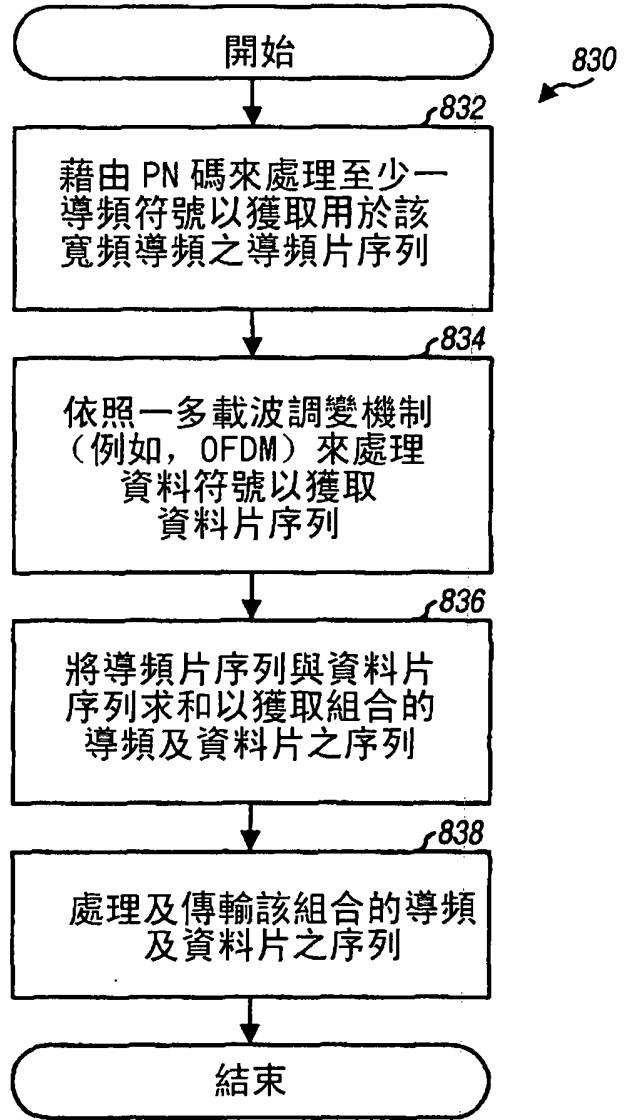 開始
830
832
藉由 PN 碼來處理至少一
導頻符號以獲取用於該
寬頻導頻之導頻片序列
834
依照一多載波調變機制
（例如，OFDM）來處理
資料符號以獲取
資料片序列
836
將導頻片序列與資料片
序列求和以獲取組合的
導頻及資料片之序列
838
處理及傳輸該組合的導頻
及資料片之序列
結束